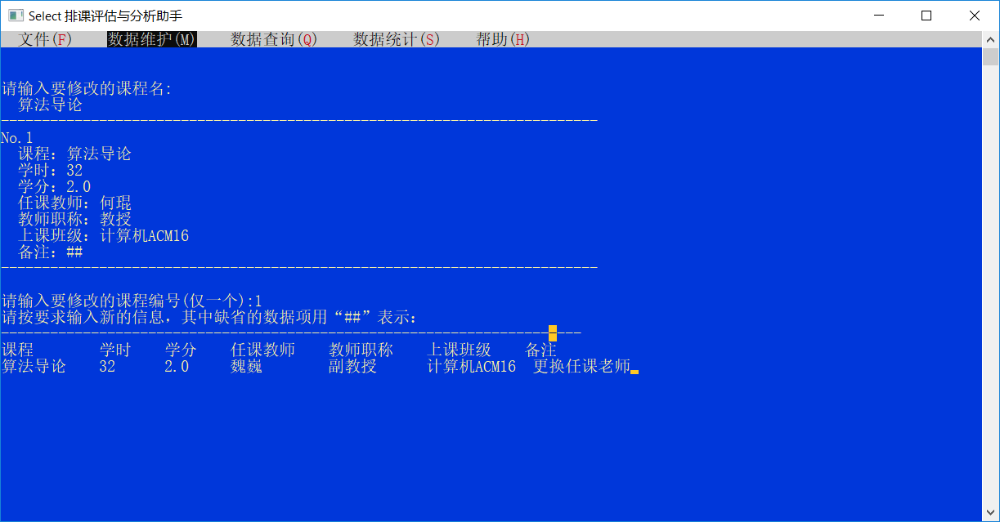 Select 排课评估与分析助手
文件(F) 数据维护(M) 数据查询(Q) 数据统计(S) 帮助(H)
请输入要修改的课程名:
算法导论
-------------------------------------------------------------------------
No.1
课程：算法导论
学时：32
学分：2.0
任课教师：何琨
教师职称：教授
上课班级：计算机ACM16
备注：##
-------------------------------------------------------------------------
请输入要修改的课程编号(仅一个):1
请按要求输入新的信息，其中缺省的数据项用“##”表示：
-----------------------------------------------------------------------
课程 学时 学分 任课教师 教师职称 上课班级 备注
算法导论 32 2.0 魏巍 副教授 计算机ACM16 更换任课老师